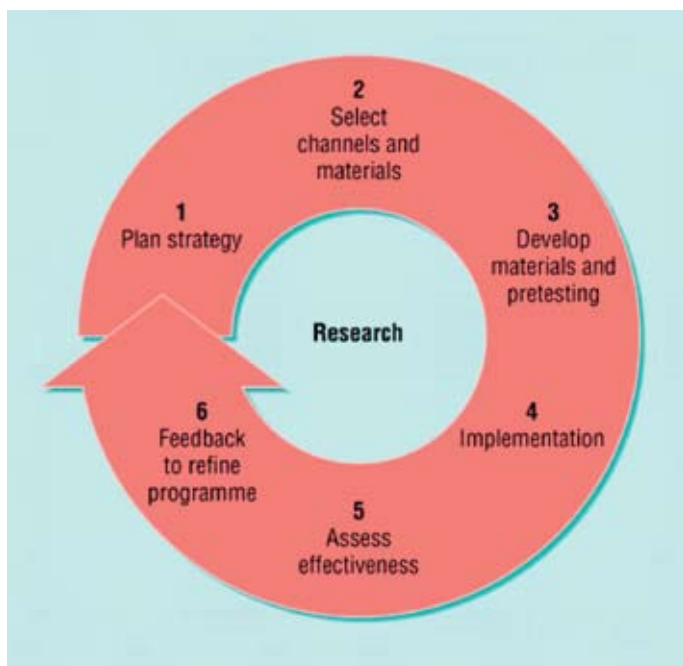 1
Plan strategy
2
Select
channels and
materials
3
Develop
materials and
pretesting
4
Implementation
5
Assess
effectiveness
6
Feedback
to refine
programme
Research